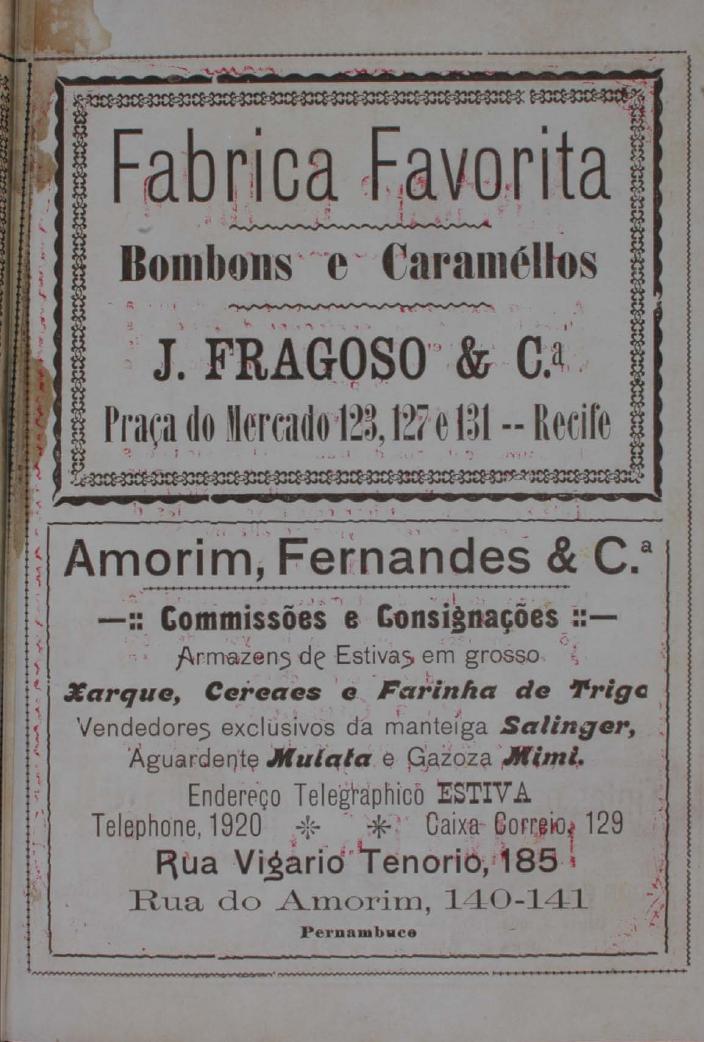 Fabrica Favorita
Bombons e Caraméllos
J. FRAGOSO & C.ª
Praça do Mercado 123, 127 e 131 -- Recife
Amorim, Fernandes & C.ª
—:: Commissões e Consignações ::—
Armazens de Estivas em grosso
Xarque, Cereaes e Farinha de Trigo
Vendedores exclusivos da manteiga Salinger,
Aguardente Mulata e Gazoza Mimi.
Endereço Telegraphico ESTIVA
Telephone, 1920 * * Caixa Correio, 129
Rua Vigario Tenorio, 185
Rua do Amorim, 140-141
Pernambuco